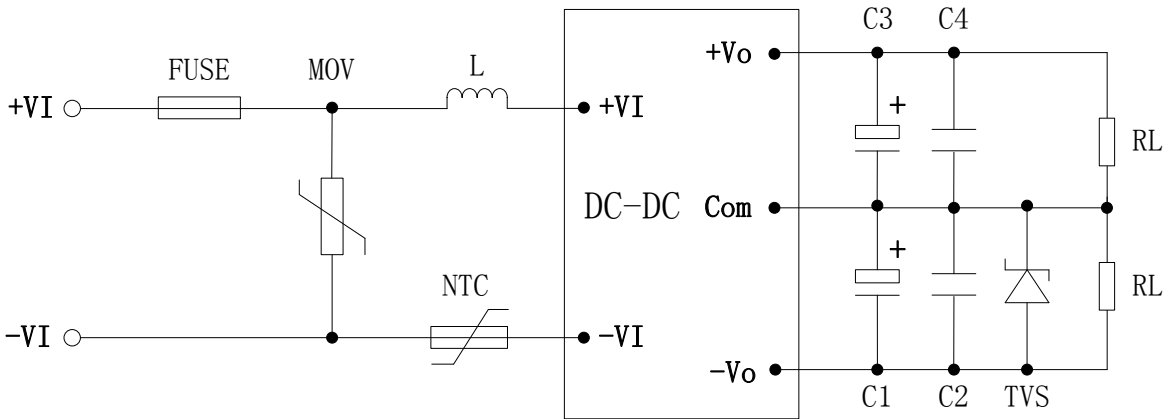 C3 C4
+Vo
FUSE MOV L
+VI +VI
+
RL
DC-DC Com
+
NTC RL
-VI -VI
-Vo
C1 C2 TVS